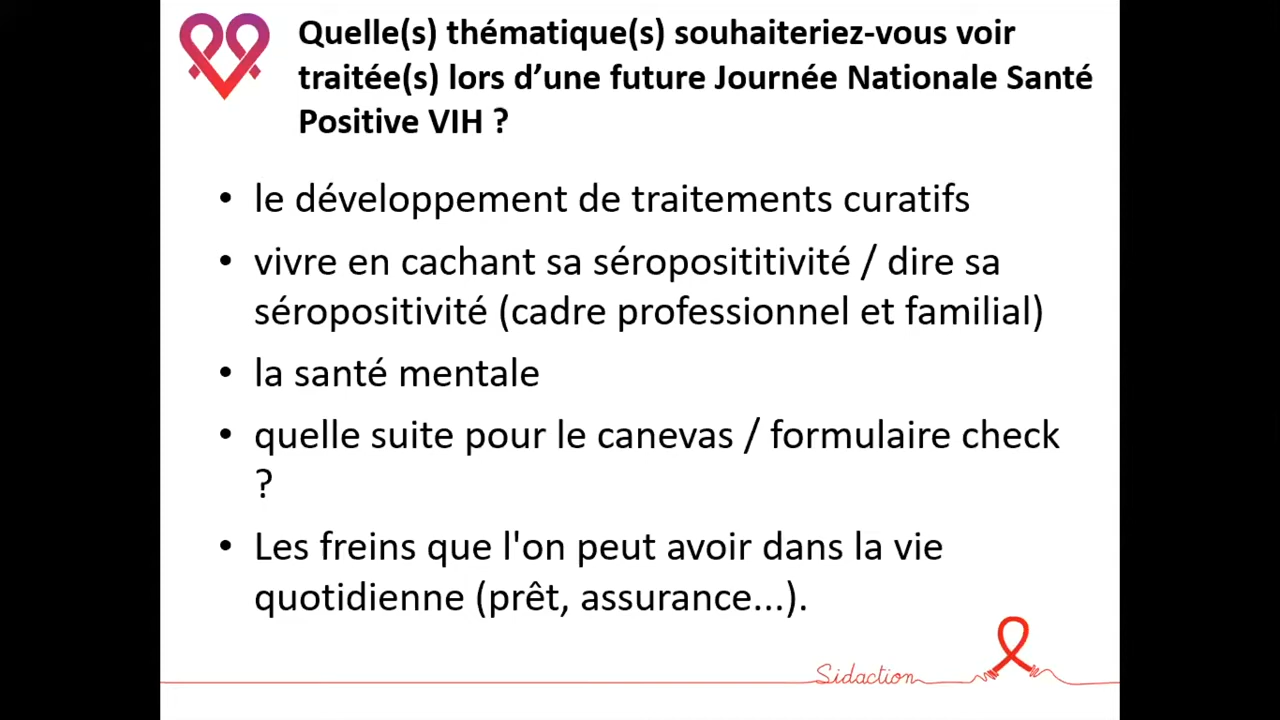 Quelle(s) thématique(s) souhaiteriez-vous voir
traitée(s) lors d’une future Journée Nationale Santé
Positive VIH ?
• le développement de traitements curatifs
• vivre en cachant sa séroposititivité / dire sa
séropositivité (cadre professionnel et familial)
• la santé mentale
• quelle suite pour le canevas / formulaire check
?
• Les freins que l'on peut avoir dans la vie
quotidienne (prêt, assurance...).
Sidaction